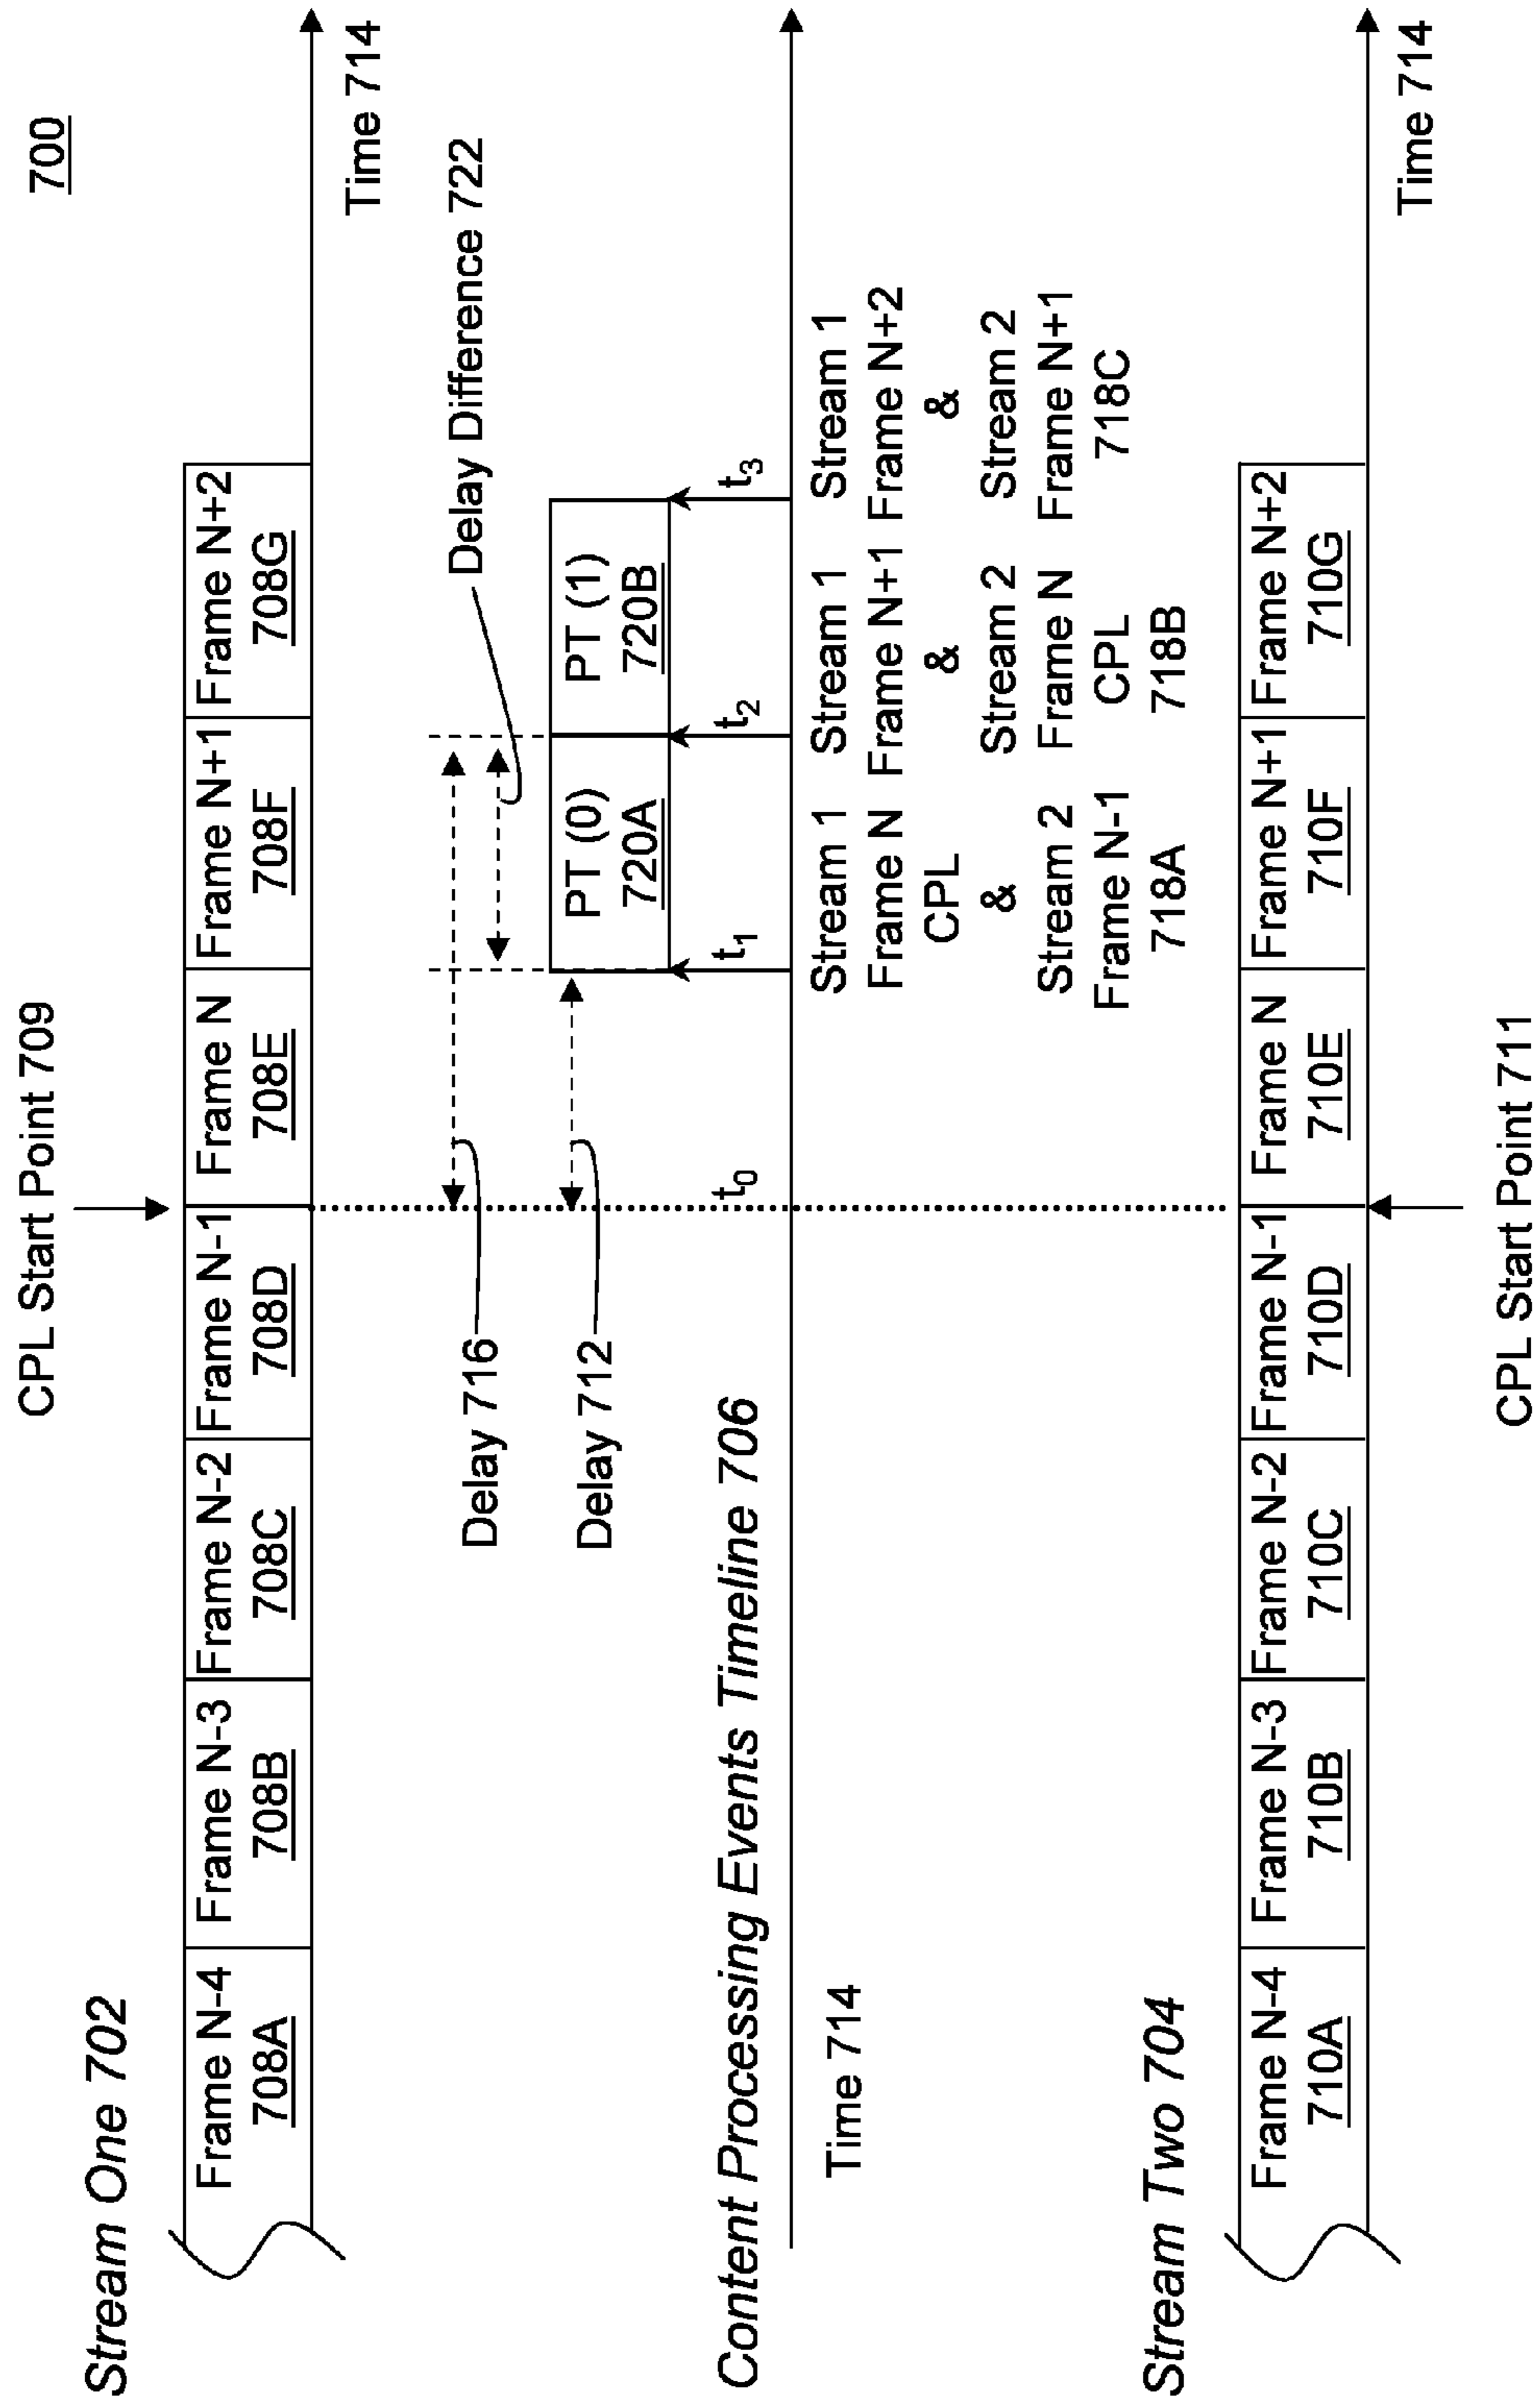 700
CPL Start Point 709
Stream One 702
Frame N-4
708A
Frame N-3
708B
Frame N-2
708C
Frame N-1
708D
Frame N
708E
Frame N+1
708F
Frame N+2
708G
Time 714
Delay 716
Delay 712
Delay Difference 722
PT (0)
720A
PT (1)
720B
t0
t1
t2
t3
Content Processing Events Timeline 706
Time 714
Stream 1
Frame N
CPL
&
Stream 2
Frame N-1
718A
Stream 1
Frame N+1
&
Stream 2
Frame N
CPL
718B
Stream 1
Frame N+2
&
Stream 2
Frame N+1
718C
Stream Two 704
Frame N-4
710A
Frame N-3
710B
Frame N-2
710C
Frame N-1
710D
Frame N
710E
Frame N+1
710F
Frame N+2
710G
Time 714
CPL Start Point 711